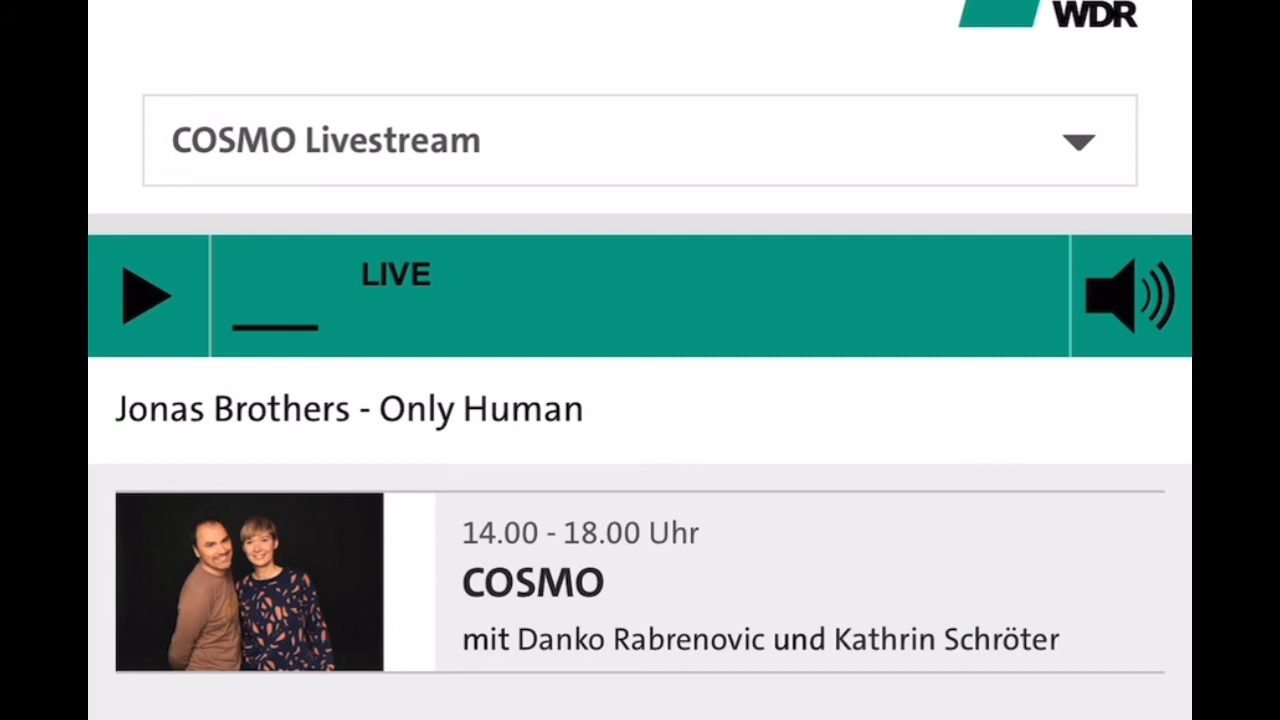 WDR
COSMO Livestream
LIVE
Jonas Brothers - Only Human
14.00 - 18.00 Uhr
COSMO
mit Danko Rabrenovic und Kathrin Schröter